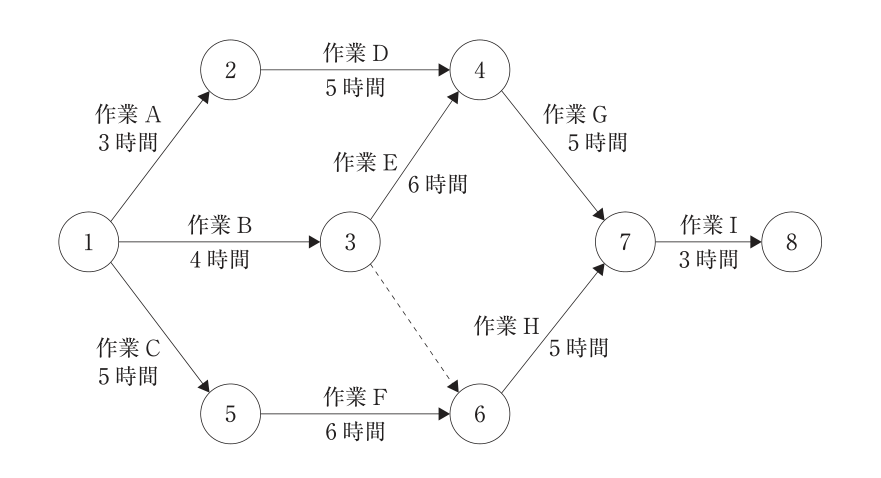 作業 D
2
4
5 時間
作業 A
3 時間
作業 G
5 時間
作業 E
6 時間
作業 B
1
3
4 時間
作業 I
7
8
3 時間
作業 C
5 時間
作業 H
5 時間
作業 F
5
6
6 時間